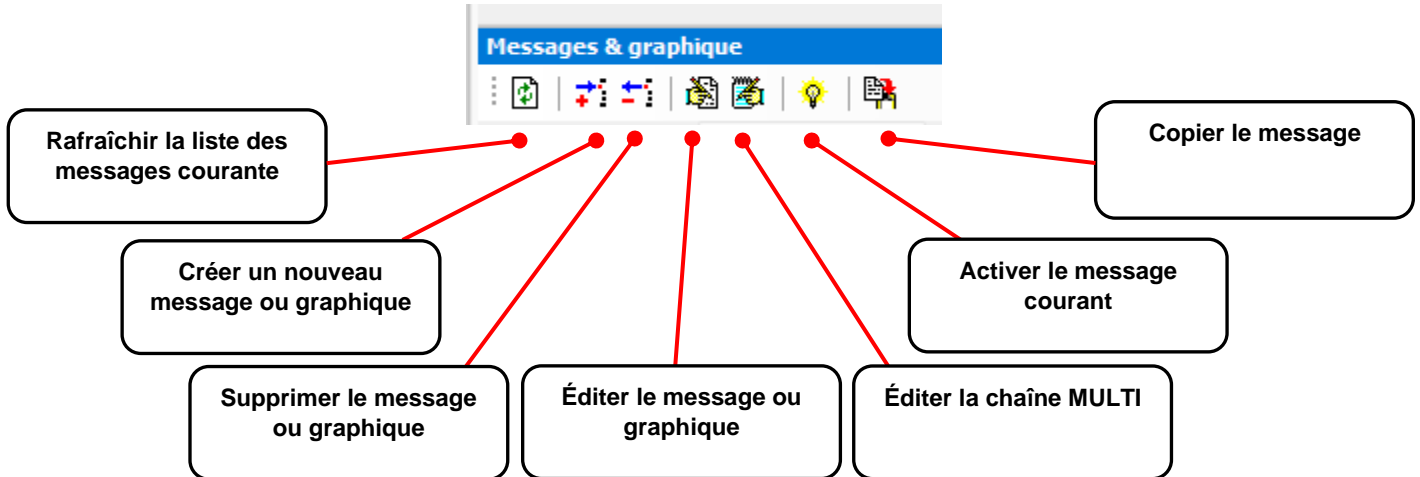 Messages & graphique
Rafraîchir la liste des
messages courante
Copier le message
Créer un nouveau
message ou graphique
Activer le message
courant
Supprimer le message
ou graphique
Éditer le message ou
graphique
Éditer la chaîne MULTI